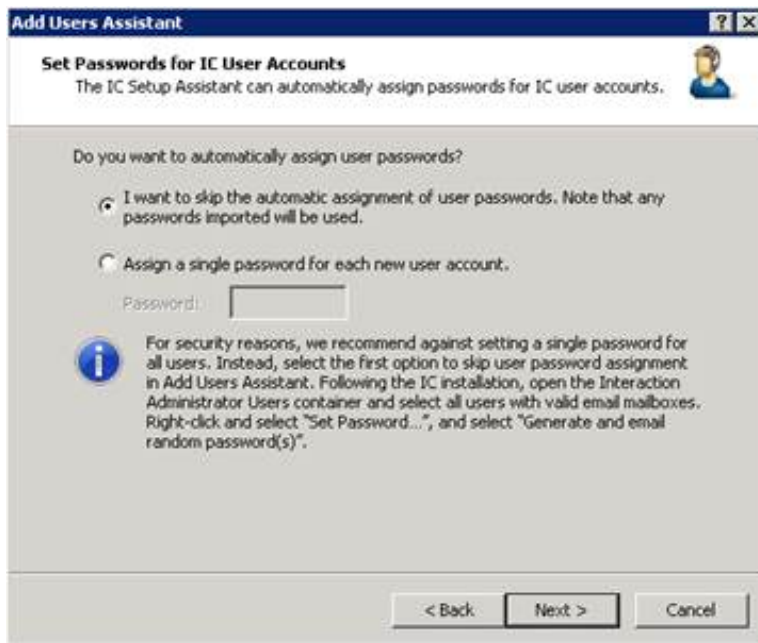 Add Users Assistant
Set Passwords for IC User Accounts
The IC Setup Assistant can automatically assign passwords for IC user accounts.
Do you want to automatically assign user passwords?
I want to skip the automatic assignment of user passwords. Note that any
passwords imported will be used.
Assign a single password for each new user account.
Password:
For security reasons, we recommend against setting a single password for
all users. Instead, select the first option to skip user password assignment
in Add Users Assistant. Following the IC installation, open the Interaction
Administrator Users container and select all users with valid email mailboxes.
Right-click and select "Set Password...", and select "Generate and email
random password(s)".
< Back Next > Cancel